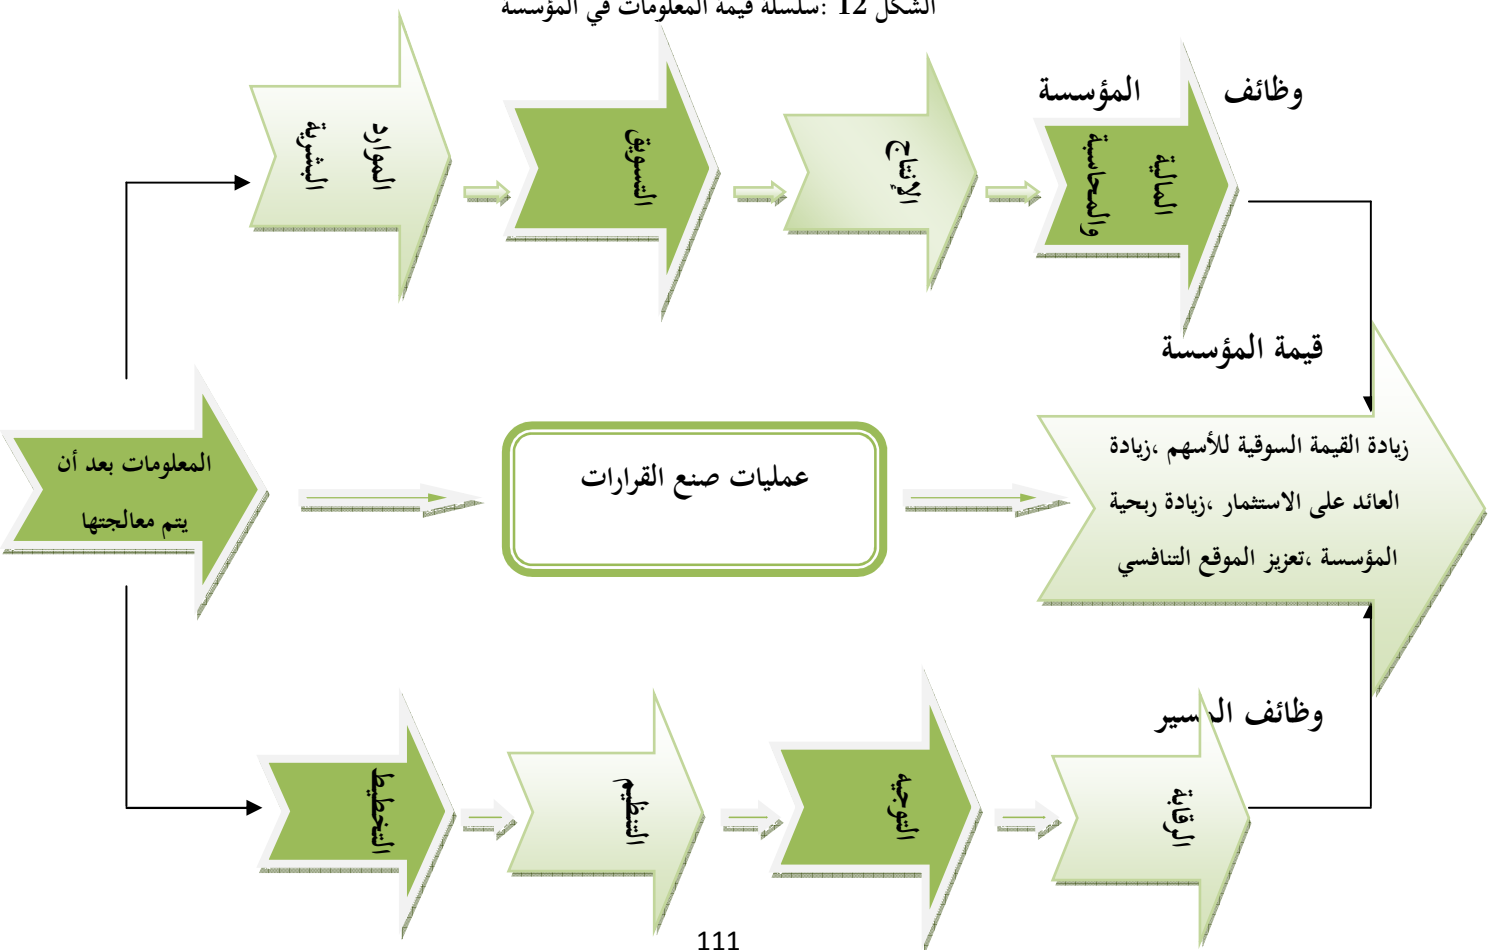 الشكل 12 :سلسلة قيمة المعلومات في المؤسسة
وظائف المؤسسة
الموارد
البشرية
التسويق
الإنتاج
المالية
والمحاسبة
قيمة المؤسسة
المعلومات بعد أن
يتم معالجتها
عمليات صنع القرارات
زيادة القيمة السوقية للأسهم ،زيادة
العائد على الاستثمار ،زيادة ربحية
المؤسسة ،تعزيز الموقع التنافسي
وظائف المسير
التخطيط
التنظيم
التوجيه
الرقابة
111